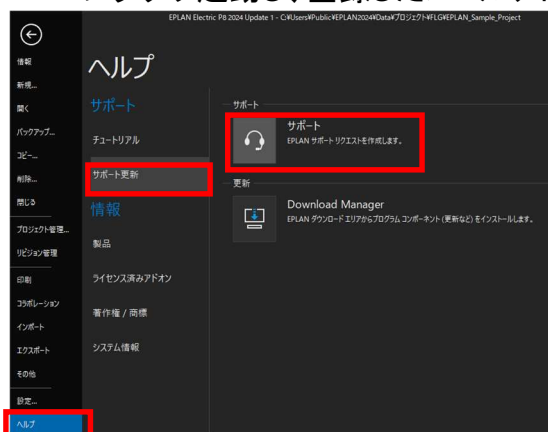 EPLAN Electric P8 2024 Update 1 - C:¥Users¥Public¥EPLAN2024¥Data¥プロジェクト¥FLG¥EPLAN_Sample_Project
情報
新規...
開く
バックアップ...
コピー...
削除...
閉じる
プロジェクト管理...
リビジョン管理
印刷
コラボレーション
インポート
エクスポート
その他
設定...
ヘルプ
ヘルプ
サポート
チュートリアル
サポート更新
情報
製品
ライセンス済みアドオン
著作権 / 商標
システム情報
サポート
サポート
EPLAN サポートリクエストを作成します。
更新
Download Manager
EPLAN ダウンロードエリアからプログラム コンポーネント (更新など) をインストールします。